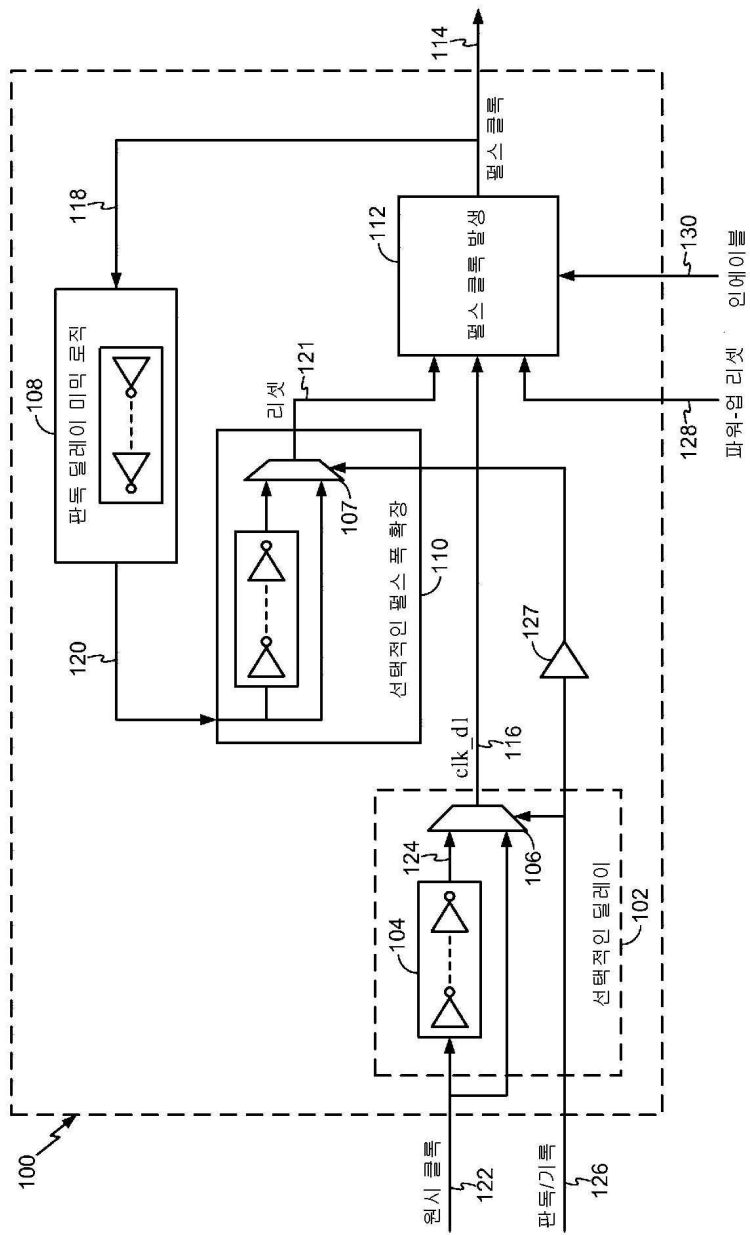 100
판독 딜레이 미믹 로직
108
118
120
선택적인 펄스 폭 확장
110
107
리셋
121
112
펄스 클록 발생
펄스 클록
114
원시 클록
122
104
124
106
선택적인 딜레이
102
clk_d1
116
판독/기록
126
127
128
파워-업 리셋
130
인에이블